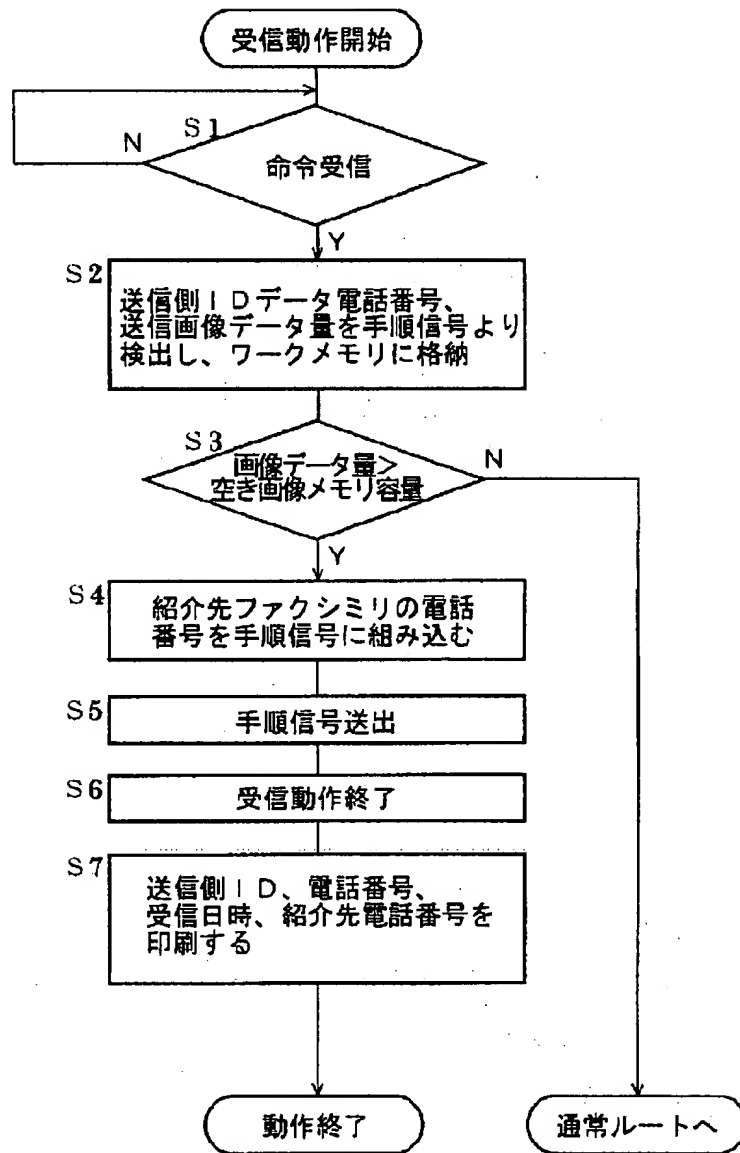 受信動作開始
S1
N
命令受信
Y
S2
送信側IDデータ電話番号、
送信画像データ量を手順信号より
検出し、ワークメモリに格納
S3
画像データ量>
空き画像メモリ容量
N
Y
S4
紹介先ファクシミリの電話
番号を手順信号に組み込む
S5
手順信号送出
S6
受信動作終了
S7
送信側ID、電話番号、
受信日時、紹介先電話番号を
印刷する
動作終了
通常ルートへ